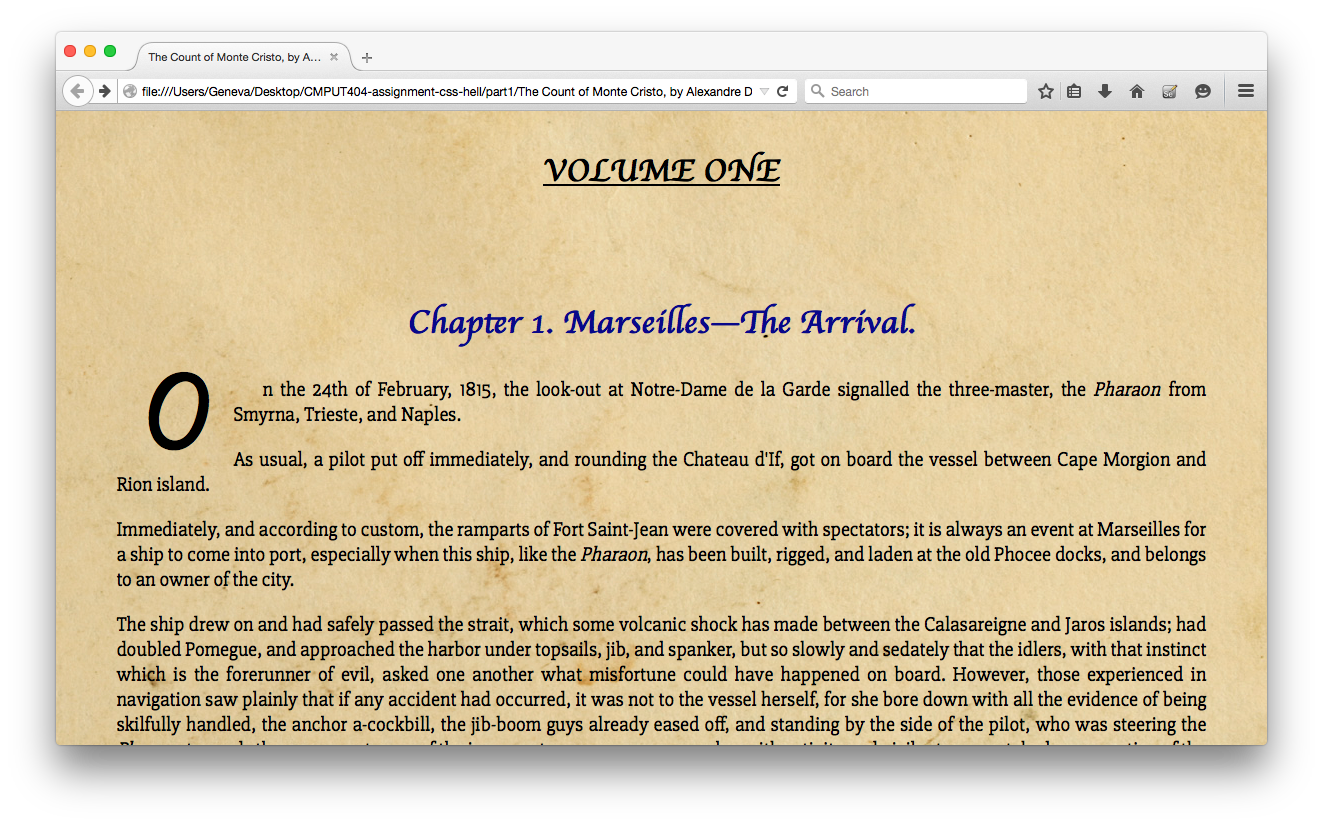 The Count of Monte Cristo, by A...
file:///Users/Geneva/Desktop/CMPUT404-assignment-css-hell/part1/The Count of Monte Cristo, by Alexandre D
Search
VOLUME ONE
Chapter 1. Marseilles—The Arrival.
On the 24th of February, 1815, the look-out at Notre-Dame de la Garde signalled the three-master, the Pharaon from
Smyrna, Trieste, and Naples.
As usual, a pilot put off immediately, and rounding the Chateau d'If, got on board the vessel between Cape Morgion and
Rion island.
Immediately, and according to custom, the ramparts of Fort Saint-Jean were covered with spectators; it is always an event at Marseilles for
a ship to come into port, especially when this ship, like the Pharaon, has been built, rigged, and laden at the old Phocee docks, and belongs
to an owner of the city.
The ship drew on and had safely passed the strait, which some volcanic shock has made between the Calasareigne and Jaros islands; had
doubled Pomegue, and approached the harbor under topsails, jib, and spanker, but so slowly and sedately that the idlers, with that instinct
which is the forerunner of evil, asked one another what misfortune could have happened on board. However, those experienced in
navigation saw plainly that if any accident had occurred, it was not to the vessel herself, for she bore down with all the evidence of being
skilfully handled, the anchor a-cockbill, the jib-boom guys already eased off, and standing by the side of the pilot, who was steering the